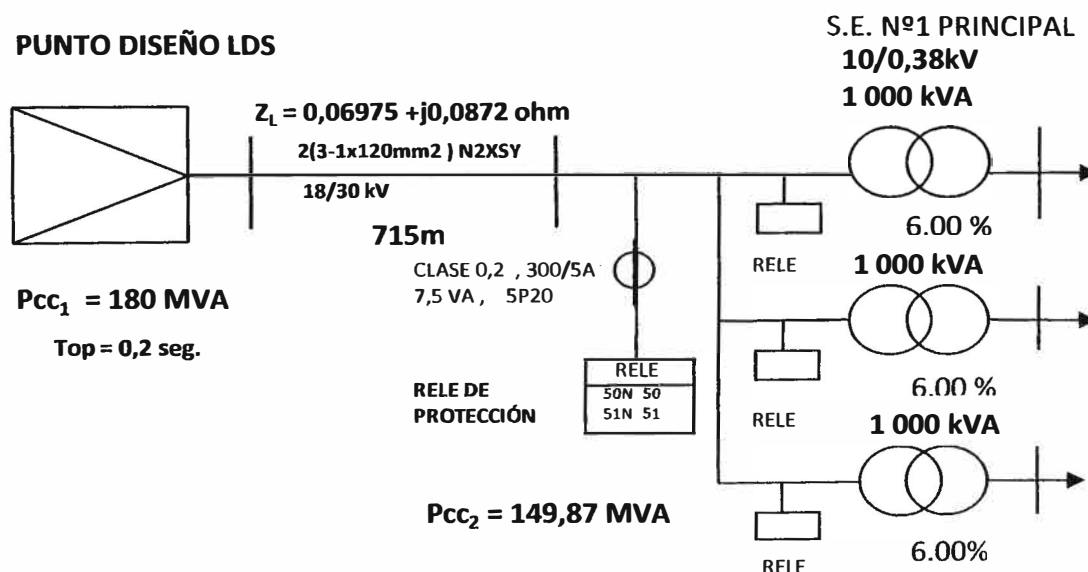 PUNTO DISEÑO LDS
S.E. Nº1 PRINCIPAL
10/0,38kV
1 000 kVA
Z_L = 0,06975 +j0,0872 ohm
2(3-1x120mm2 ) N2XSY
18/30 kV
715m
6.00 %
CLASE 0,2 , 300/5A
7,5 VA , 5P20
RELE
1 000 kVA
Pcc₁ = 180 MVA
Top = 0,2 seg.
RELE DE
PROTECCIÓN
RELE
50N 50
51N 51
6.00 %
RELE
1 000 kVA
Pcc₂ = 149,87 MVA
6.00%
RELE